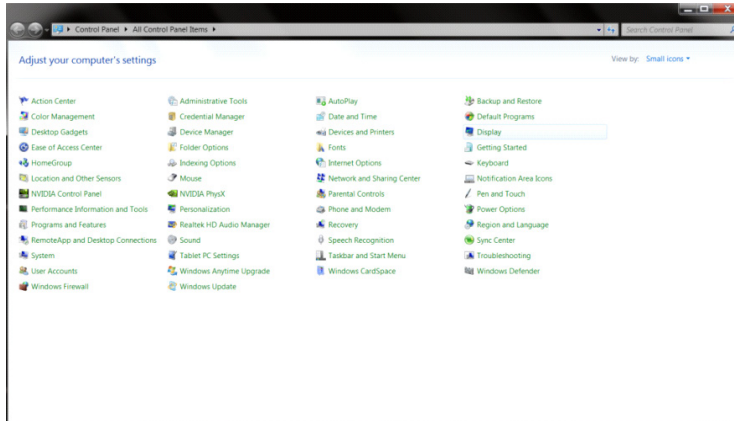 Control Panel ▸ All Control Panel Items ▸
Search Control Panel
Adjust your computer's settings
View by: Small icons
Action Center
Administrative Tools
AutoPlay
Backup and Restore
Color Management
Credential Manager
Date and Time
Default Programs
Desktop Gadgets
Device Manager
Devices and Printers
Display
Ease of Access Center
Folder Options
Fonts
Getting Started
HomeGroup
Indexing Options
Internet Options
Keyboard
Location and Other Sensors
Mouse
Network and Sharing Center
Notification Area Icons
NVIDIA Control Panel
NVIDIA PhysX
Parental Controls
Pen and Touch
Performance Information and Tools
Personalization
Phone and Modem
Power Options
Programs and Features
Realtek HD Audio Manager
Recovery
Region and Language
RemoteApp and Desktop Connections
Sound
Speech Recognition
Sync Center
System
Tablet PC Settings
Taskbar and Start Menu
Troubleshooting
User Accounts
Windows Anytime Upgrade
Windows CardSpace
Windows Defender
Windows Firewall
Windows Update